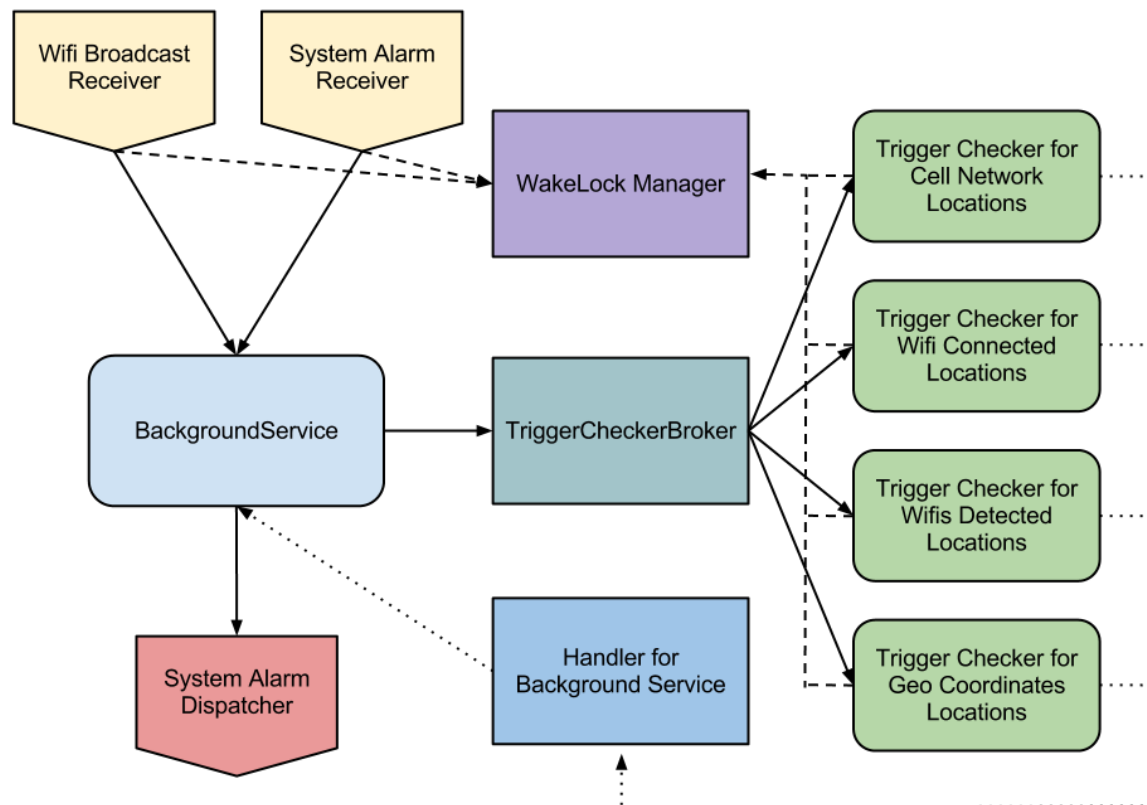 Wifi Broadcast
Receiver
System Alarm
Receiver
WakeLock Manager
Trigger Checker for
Cell Network
Locations
Trigger Checker for
Wifi Connected
Locations
BackgroundService
TriggerCheckerBroker
Trigger Checker for
Wifis Detected
Locations
System Alarm
Dispatcher
Handler for
Background Service
Trigger Checker for
Geo Coordinates
Locations